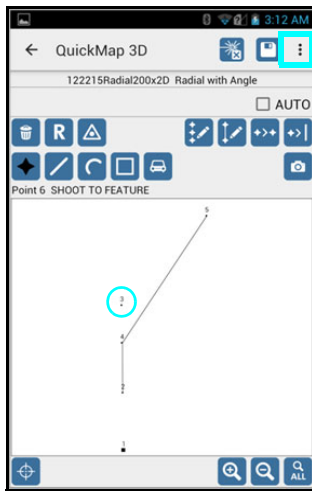 3:12 AM
QuickMap 3D
122215Radial200x2D Radial with Angle
AUTO
R
Point 6 SHOOT TO FEATURE
5
3
4
2
1
ALL